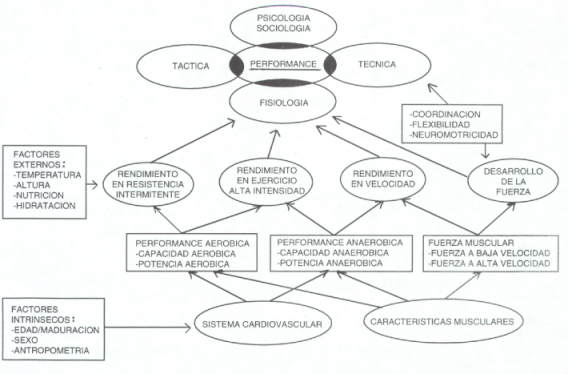 PSICOLOGIA
SOCIOLOGIA
TACTICA
PERFORMANCE
TECNICA
FISIOLOGIA
-COORDINACION
-FLEXIBILIDAD
-NEUROMOTRICIDAD
FACTORES
EXTERNOS:
-TEMPERATURA
-ALTURA
-NUTRICION
-HIDRATACION
RENDIMIENTO
EN RESISTENCIA
INTERMITENTE
RENDIMIENTO
EN EJERCICIO
ALTA INTENSIDAD
RENDIMIENTO
EN VELOCIDAD
DESARROLLO
DE LA
FUERZA
PERFORMANCE AEROBICA
-CAPACIDAD AEROBICA
-POTENCIA AEROBICA
PERFORMANCE ANAEROBICA
-CAPACIDAD ANAEROBICA
-POTENCIA ANAEROBICA
FUERZA MUSCULAR
-FUERZA A BAJA VELOCIDAD
-FUERZA A ALTA VELOCIDAD
FACTORES
INTRINSECOS:
-EDAD/MADURACION
-SEXO
-ANTROPOMETRIA
SISTEMA CARDIOVASCULAR
CARACTERISTICAS MUSCULARES